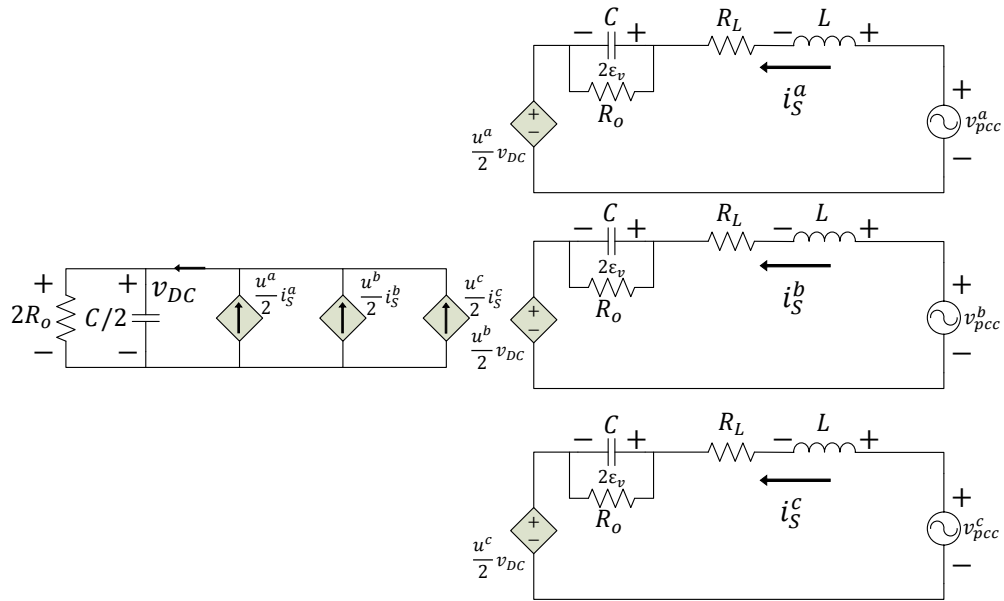 − C + R_L − L +
2ε_v
R_o
i_S^a
+
v_pcc^a
−
+
−
u^a/2 v_DC
− C + R_L − L +
2ε_v
R_o
i_S^b
+
v_pcc^b
−
+
−
u^b/2 v_DC
+
2R_o
−
+
C/2
−
v_DC
u^a/2 i_S^a
u^b/2 i_S^b
u^c/2 i_S^c
− C + R_L − L +
2ε_v
R_o
i_S^c
+
v_pcc^c
−
+
−
u^c/2 v_DC